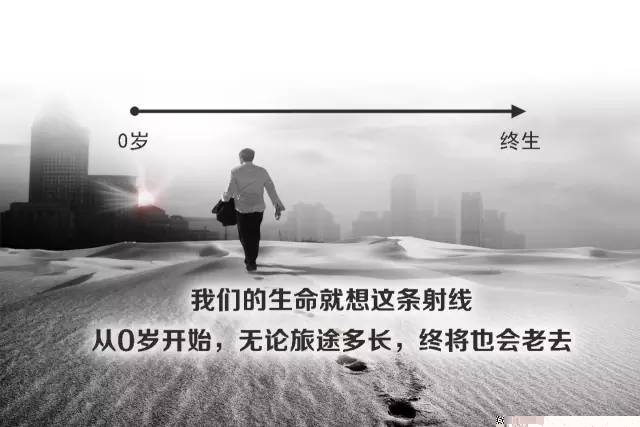 0岁
终生
我们的生命就想这条射线
从0岁开始，无论旅途多长，终将也会老去